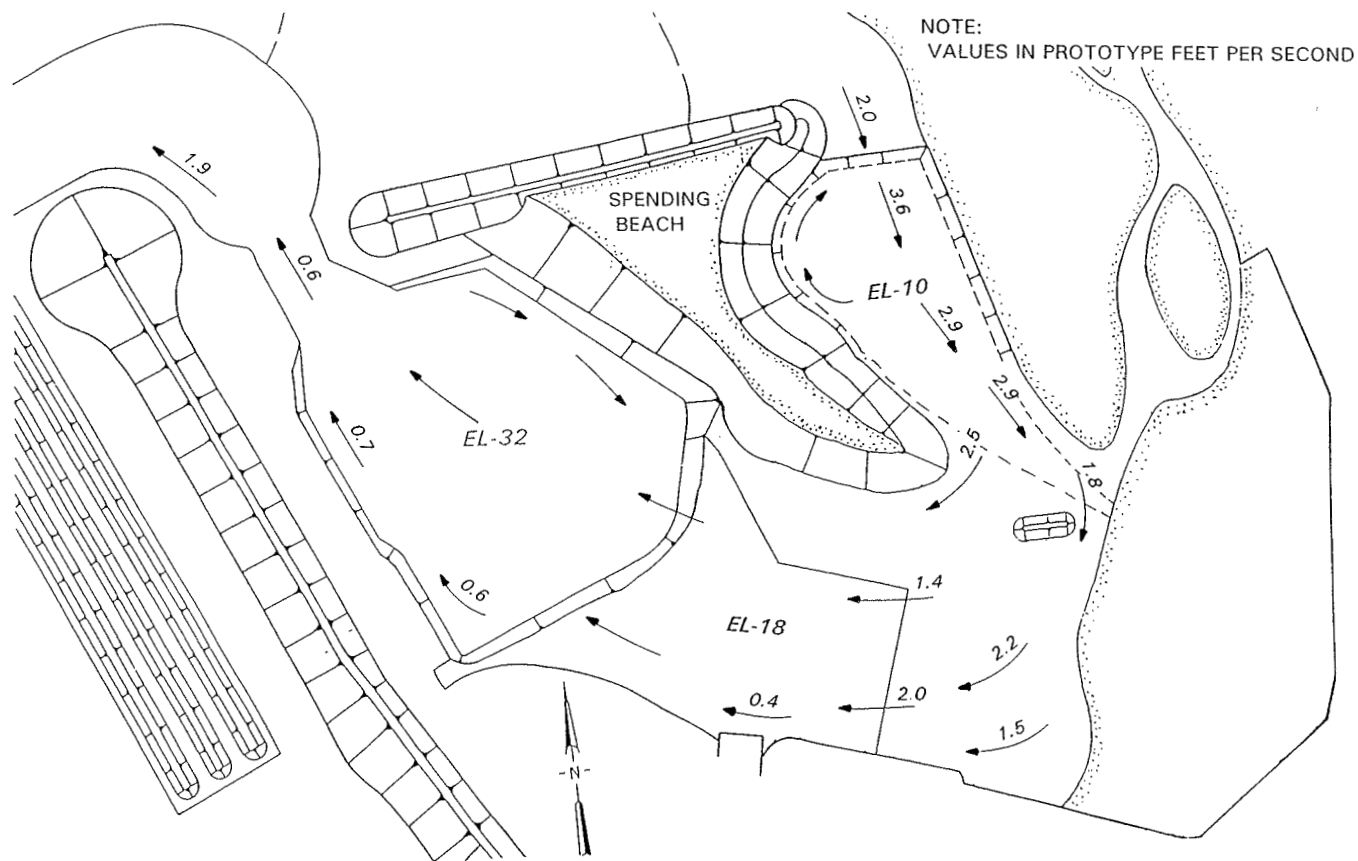 NOTE:
VALUES IN PROTOTYPE FEET PER SECOND
2.0
1.9
SPENDING
BEACH
3.6
0.6
EL-10
2.9
2.9
0.7
EL-32
2.5
1.8
0.6
1.4
EL-18
2.2
0.4
2.0
1.5
-N-